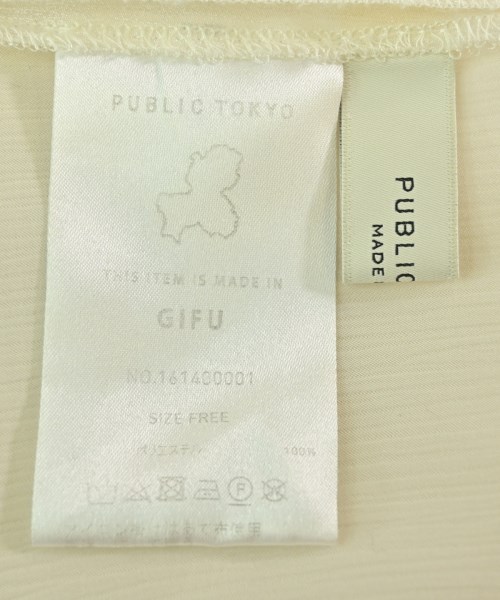 PUBLIC TOKYO
THIS ITEM IS MADE IN
GIFU
NO.161400001
SIZE FREE
ポリエステル 100%
PUBLIC
MADE